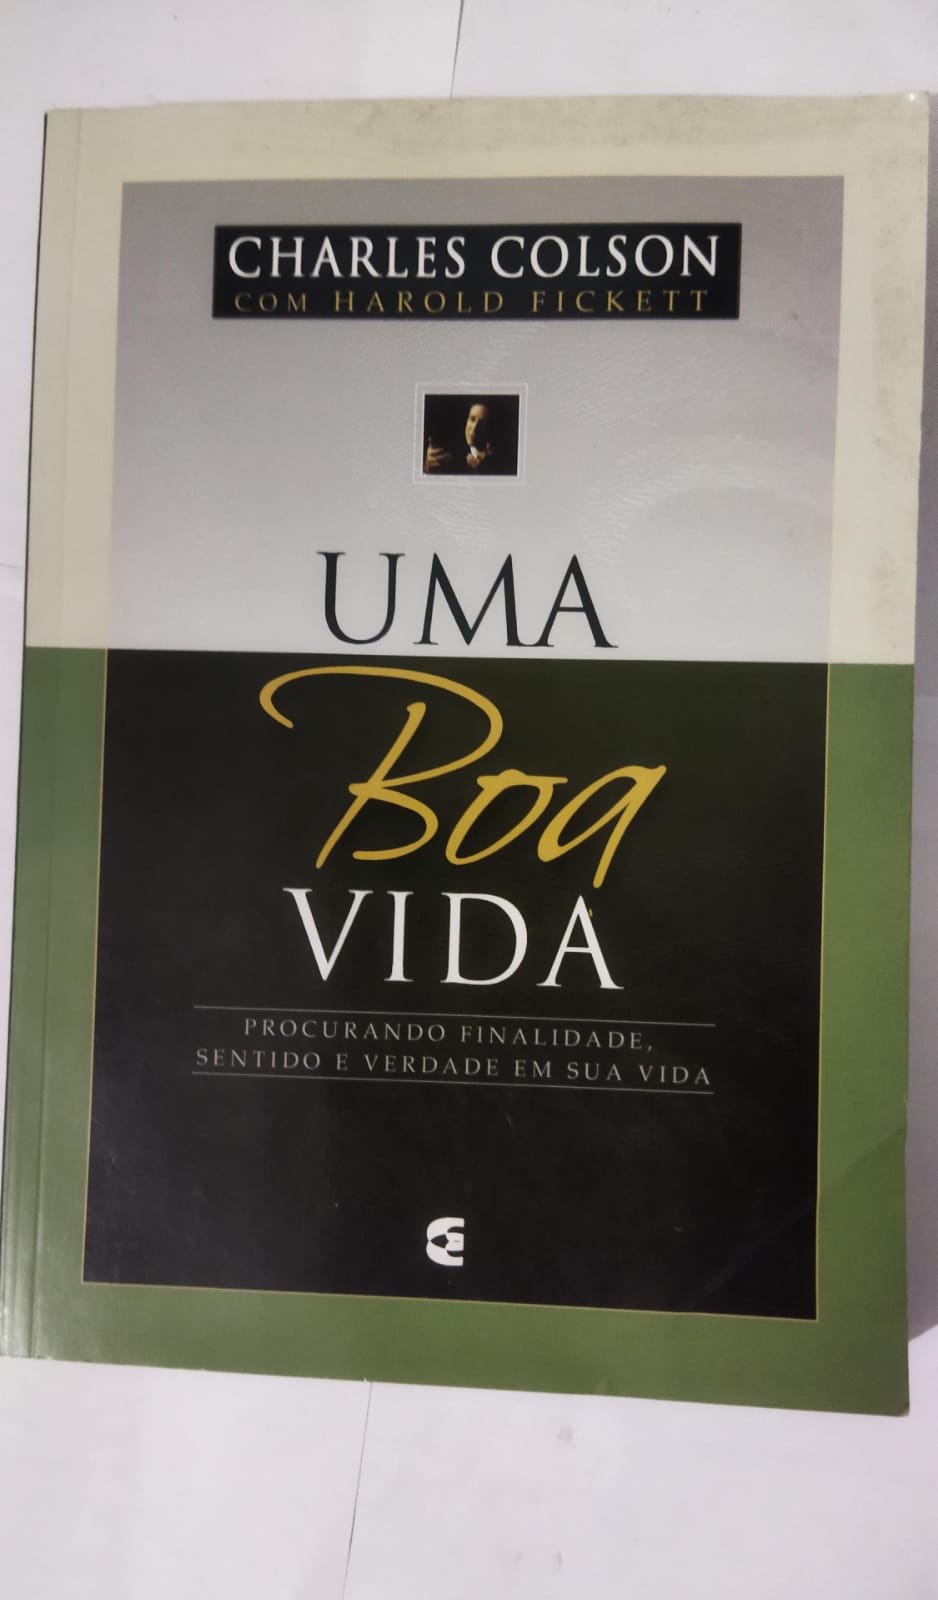 CHARLES COLSON
COM HAROLD FICKETT
UMA
Boa
VIDA
PROCURANDO FINALIDADE,
SENTIDO E VERDADE EM SUA VIDA